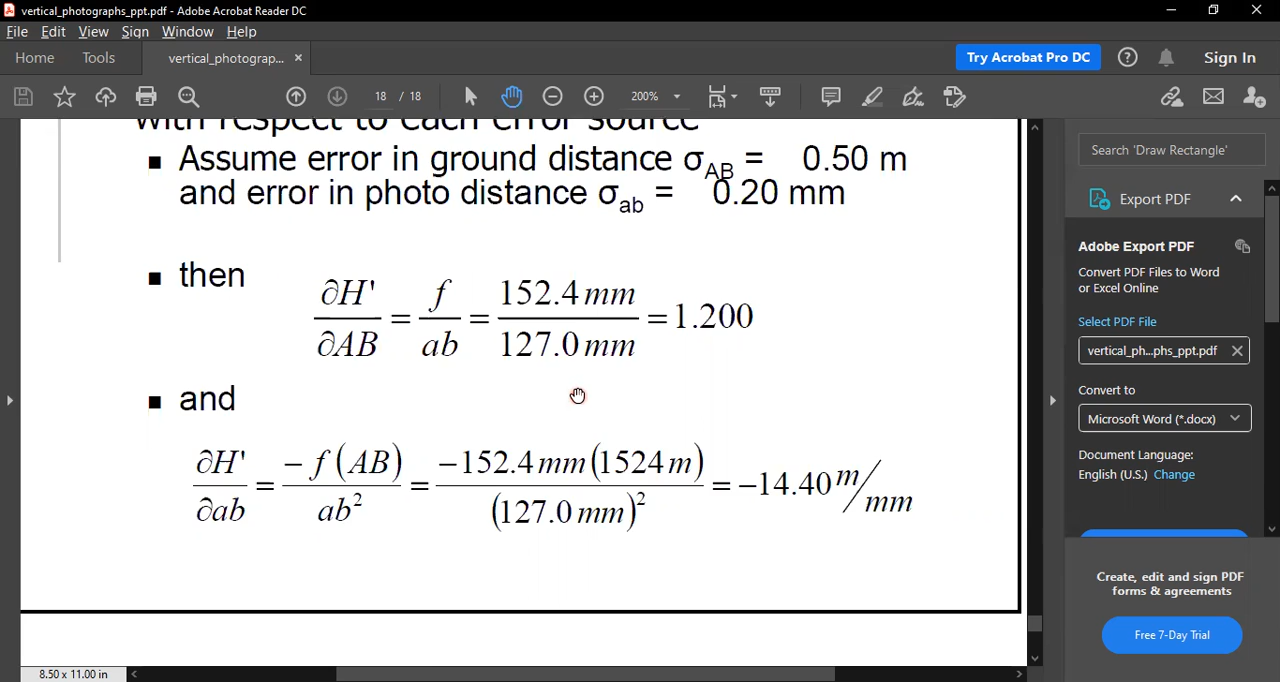 vertical_photographs_ppt.pdf - Adobe Acrobat Reader DC
File Edit View Sign Window Help
Home Tools vertical_photograp... × Try Acrobat Pro DC ? Sign In
18 / 18 200%
with respect to each error source
▪ Assume error in ground distance σ_AB = 0.50 m
and error in photo distance σ_ab = 0.20 mm
▪ then
∂H'/∂AB = f/ab = 152.4 mm/127.0 mm = 1.200
▪ and
∂H'/∂ab = −f(AB)/ab² = −152.4 mm(1524 m)/(127.0 mm)² = −14.40 m/mm
8.50 x 11.00 in
Search 'Draw Rectangle'
Export PDF
Adobe Export PDF
Convert PDF Files to Word
or Excel Online
Select PDF File
vertical_ph...phs_ppt.pdf ×
Convert to
Microsoft Word (*.docx)
Document Language:
English (U.S.) Change
Create, edit and sign PDF
forms & agreements
Free 7-Day Trial